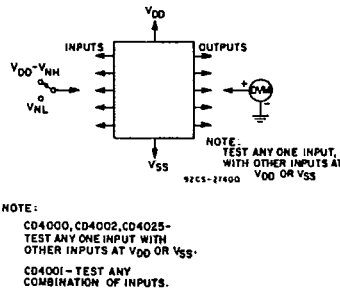 VDD
INPUTS
OUTPUTS
VDD-VNH
VNL
+
DVM
-
VSS
NOTE:
TEST ANY ONE INPUT,
WITH OTHER INPUTS AT
VDD OR VSS
92CS-27400
NOTE:
CD4000, CD4002, CD4025-
TEST ANY ONE INPUT WITH
OTHER INPUTS AT VDD OR VSS.
CD4001-TEST ANY
COMBINATION OF INPUTS.